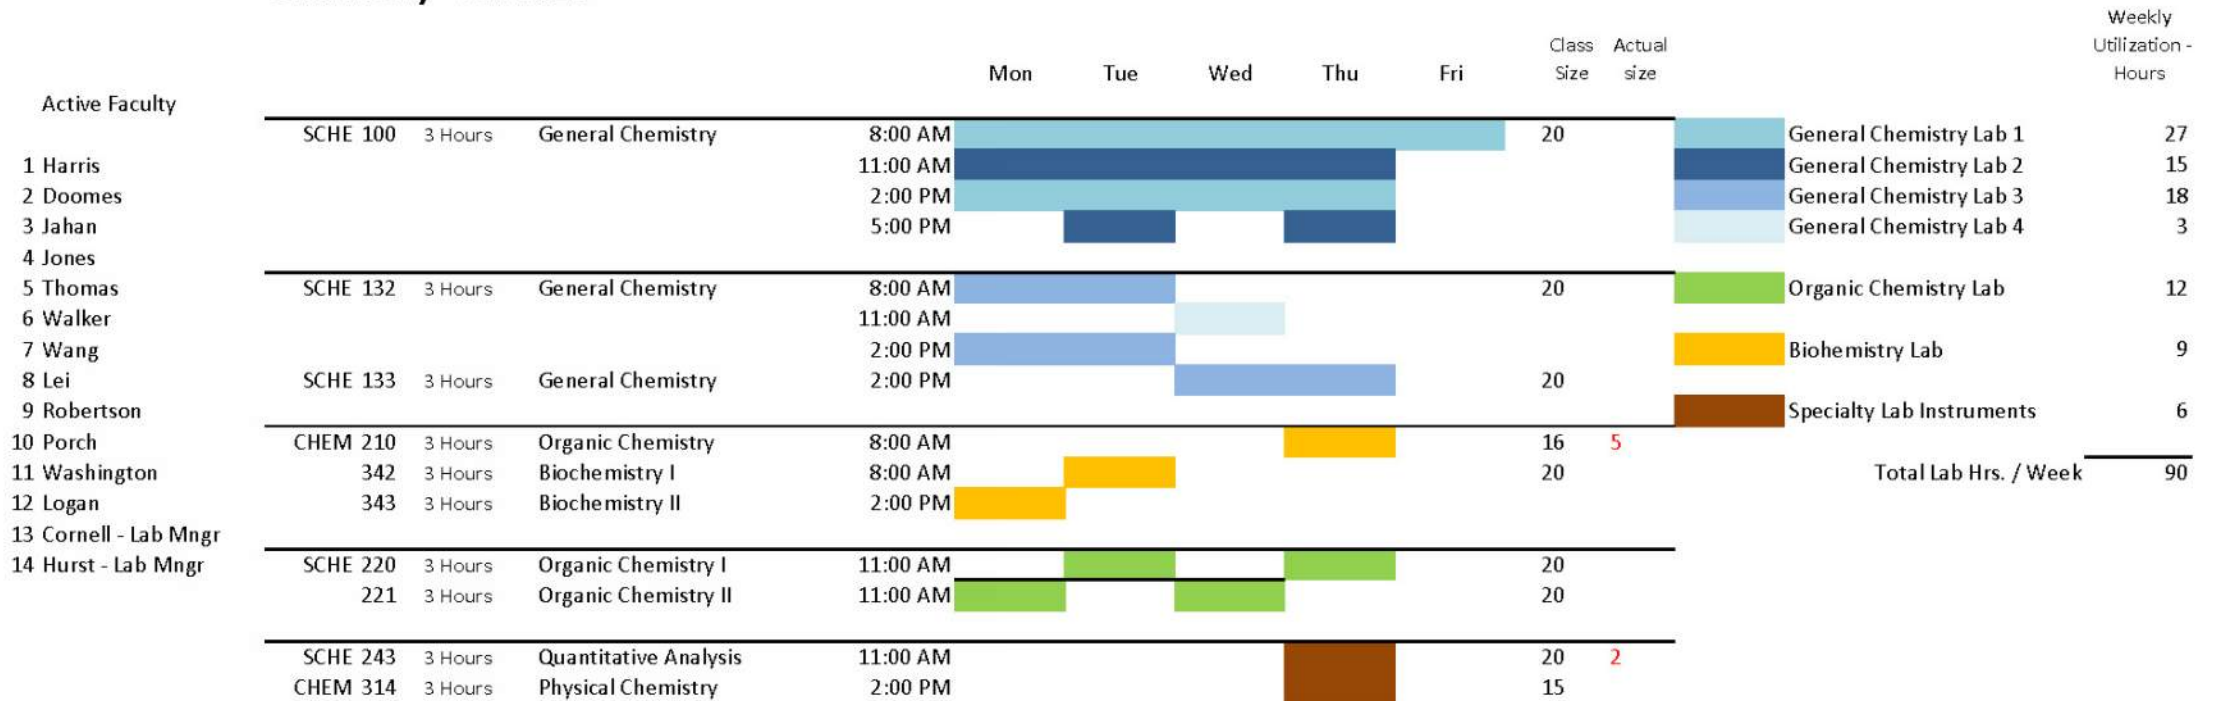 Weekly
Class Actual Utilization -
Mon Tue Wed Thu Fri Size size Hours
Active Faculty
SCHE 100 3 Hours General Chemistry 8:00 AM 20 General Chemistry Lab 1 27
1 Harris 11:00 AM General Chemistry Lab 2 15
2 Doomes 2:00 PM General Chemistry Lab 3 18
3 Jahan 5:00 PM General Chemistry Lab 4 3
4 Jones
5 Thomas SCHE 132 3 Hours General Chemistry 8:00 AM 20 Organic Chemistry Lab 12
6 Walker 11:00 AM
7 Wang 2:00 PM Biohemistry Lab 9
8 Lei SCHE 133 3 Hours General Chemistry 2:00 PM 20
9 Robertson Specialty Lab Instruments 6
10 Porch CHEM 210 3 Hours Organic Chemistry 8:00 AM 16 5
11 Washington 342 3 Hours Biochemistry I 8:00 AM 20 Total Lab Hrs. / Week 90
12 Logan 343 3 Hours Biochemistry II 2:00 PM
13 Cornell - Lab Mngr
14 Hurst - Lab Mngr SCHE 220 3 Hours Organic Chemistry I 11:00 AM 20
221 3 Hours Organic Chemistry II 11:00 AM 20
SCHE 243 3 Hours Quantitative Analysis 11:00 AM 20 2
CHEM 314 3 Hours Physical Chemistry 2:00 PM 15